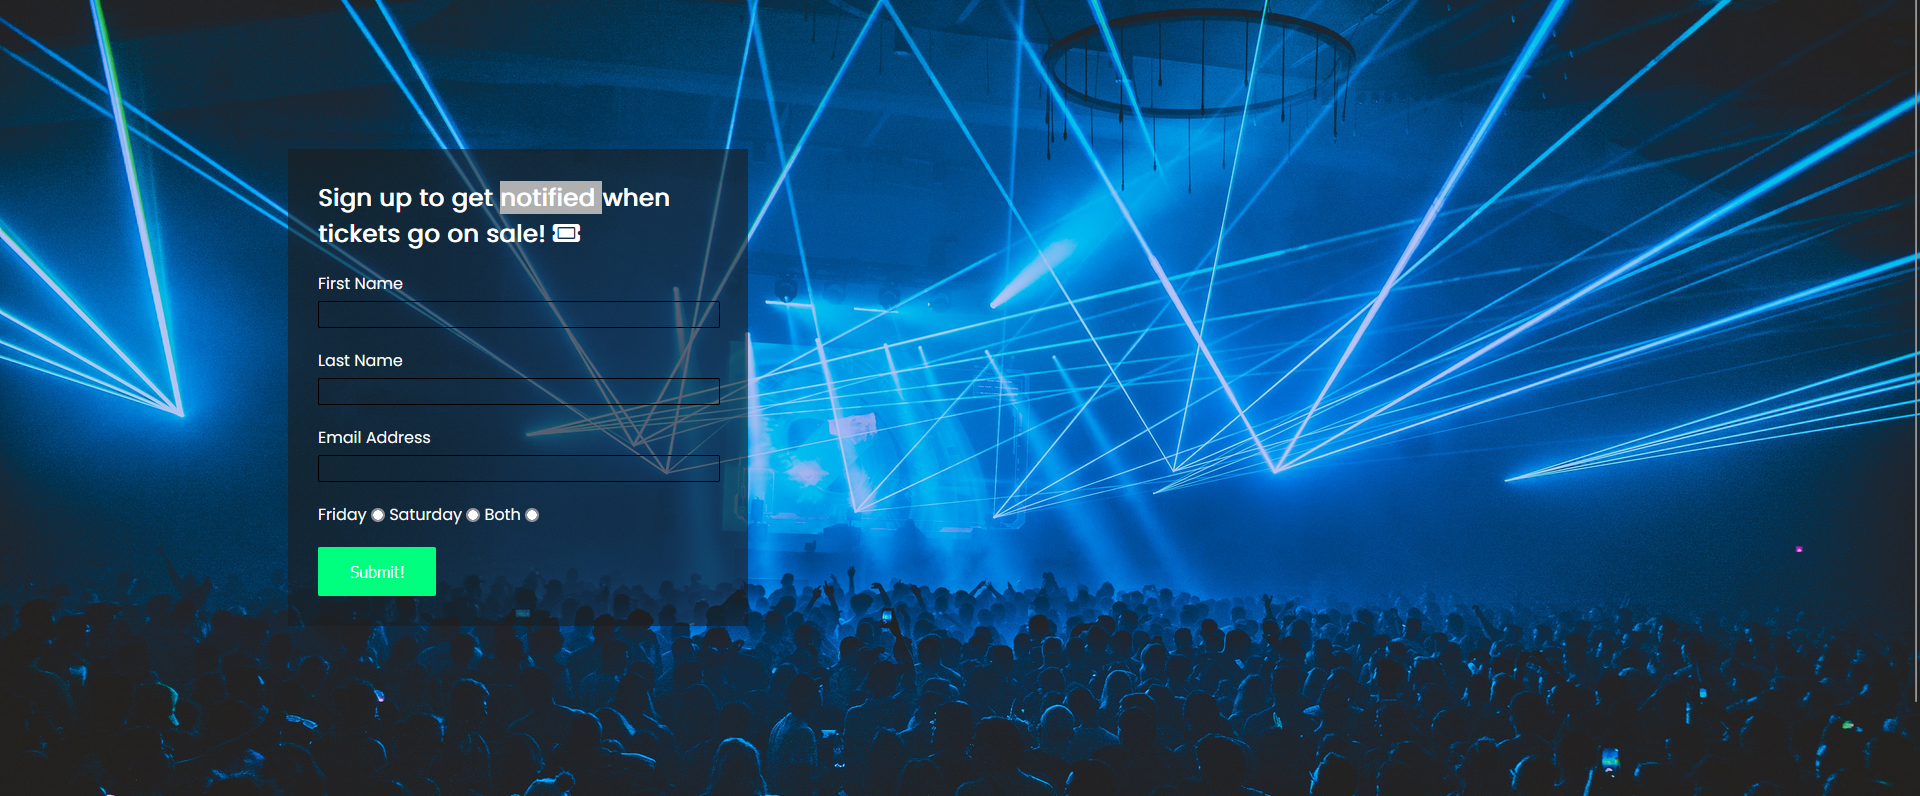 Sign up to get notified when
tickets go on sale!
First Name
Last Name
Email Address
Friday Saturday Both
Submit!